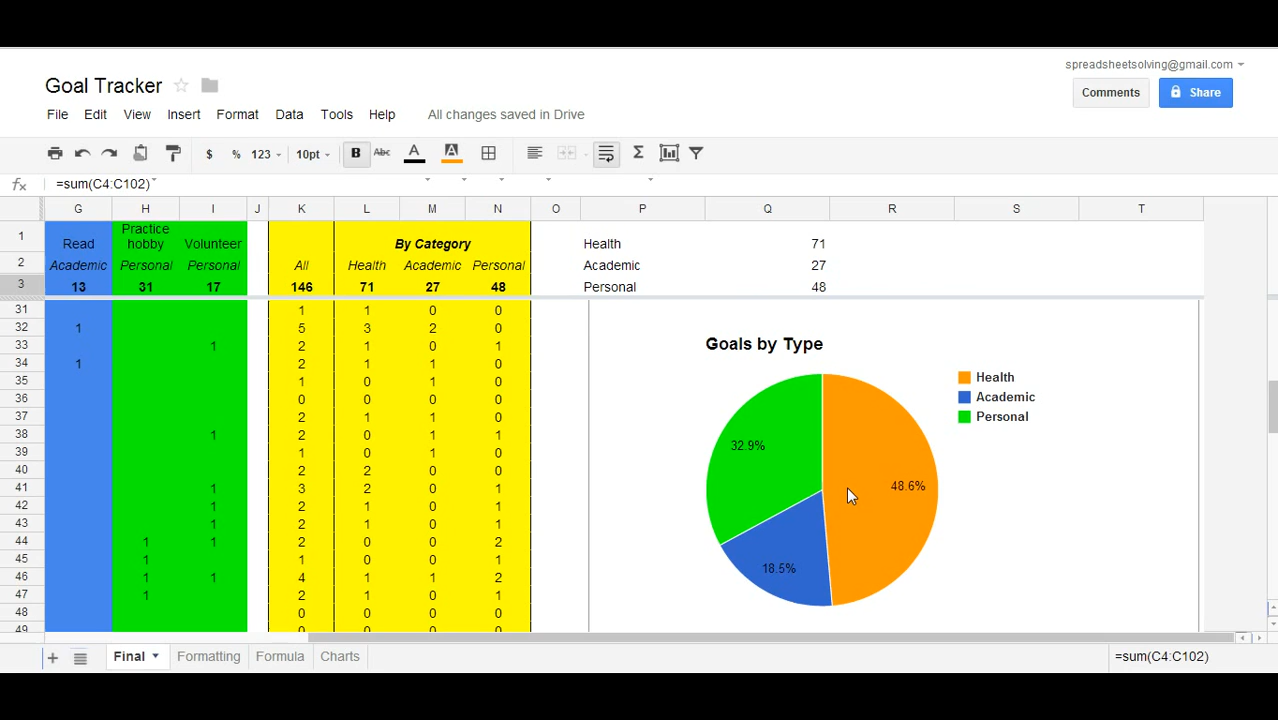 spreadsheetsolving@gmail.com
Goal Tracker
Comments
Share
File Edit View Insert Format Data Tools Help All changes saved in Drive
$ % 123 10pt B Abc A A Σ
fx =sum(C4:C102)
G H I J K L M N O P Q R S T
1 Read Practice hobby Volunteer By Category Health 71
2 Academic Personal Personal All Health Academic Personal Academic 27
3 13 31 17 146 71 27 48 Personal 48
31 1 1 0 0
32 1 5 3 2 0
33 1 2 1 0 1
34 1 2 1 1 0
35 1 0 1 0
36 0 0 0 0
37 2 1 1 0
38 1 2 0 1 1
39 1 0 1 0
40 2 2 0 0
41 1 3 2 0 1
42 1 2 1 0 1
43 1 2 1 0 1
44 1 1 2 0 0 2
45 1 1 0 0 1
46 1 1 4 1 1 2
47 1 2 1 0 1
48 0 0 0 0
49 0 0 0 0
Goals by Type
Health
Academic
Personal
32.9%
48.6%
18.5%
+ Final Formatting Formula Charts =sum(C4:C102)